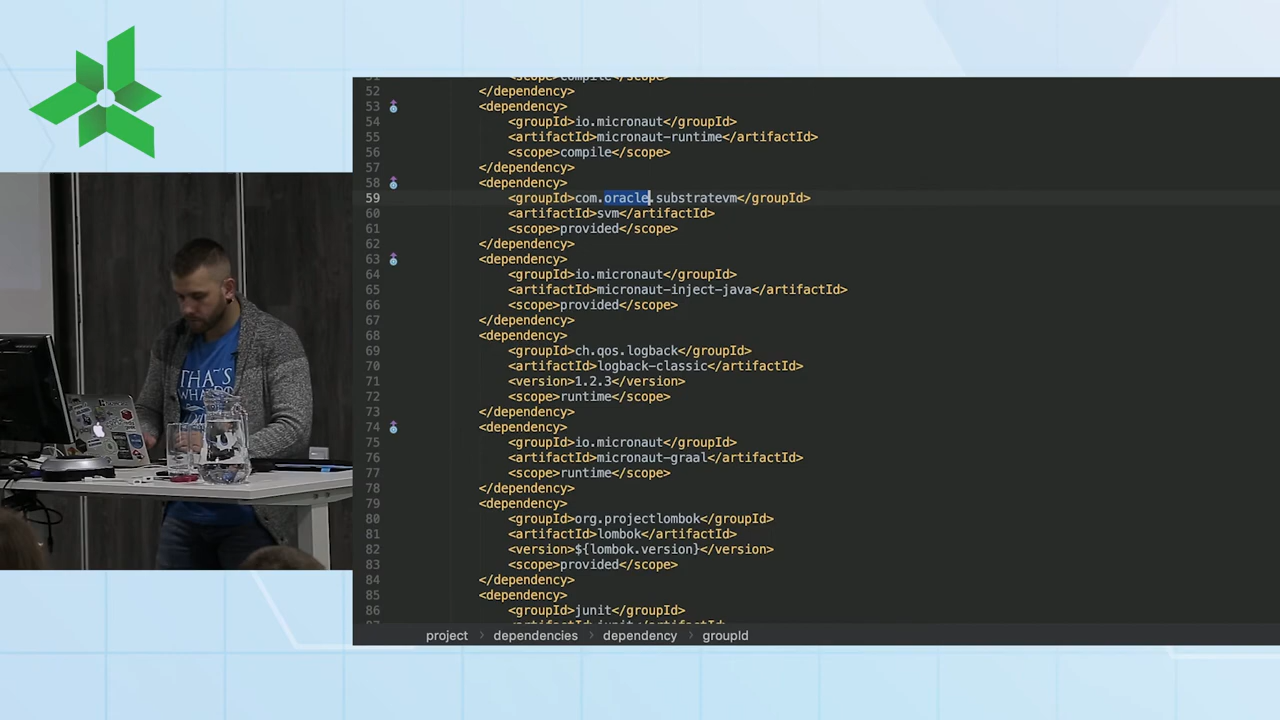 52 </dependency>
53 <dependency>
54 <groupId>io.micronaut</groupId>
55 <artifactId>micronaut-runtime</artifactId>
56 <scope>compile</scope>
57 </dependency>
58 <dependency>
59 <groupId>com.oracle.substratevm</groupId>
60 <artifactId>svm</artifactId>
61 <scope>provided</scope>
62 </dependency>
63 <dependency>
64 <groupId>io.micronaut</groupId>
65 <artifactId>micronaut-inject-java</artifactId>
66 <scope>provided</scope>
67 </dependency>
68 <dependency>
69 <groupId>ch.qos.logback</groupId>
70 <artifactId>logback-classic</artifactId>
71 <version>1.2.3</version>
72 <scope>runtime</scope>
73 </dependency>
74 <dependency>
75 <groupId>io.micronaut</groupId>
76 <artifactId>micronaut-graal</artifactId>
77 <scope>runtime</scope>
78 </dependency>
79 <dependency>
80 <groupId>org.projectlombok</groupId>
81 <artifactId>lombok</artifactId>
82 <version>${lombok.version}</version>
83 <scope>provided</scope>
84 </dependency>
85 <dependency>
86 <groupId>junit</groupId>
project > dependencies > dependency > groupId
THAT'S